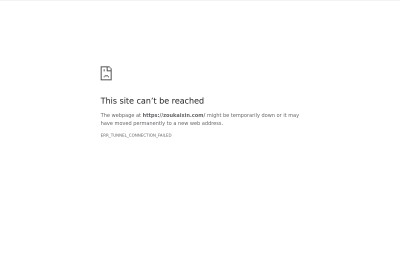 This site can’t be reached
The webpage at https://zoukaixin.com/ might be temporarily down or it may
have moved permanently to a new web address.
ERR_TUNNEL_CONNECTION_FAILED